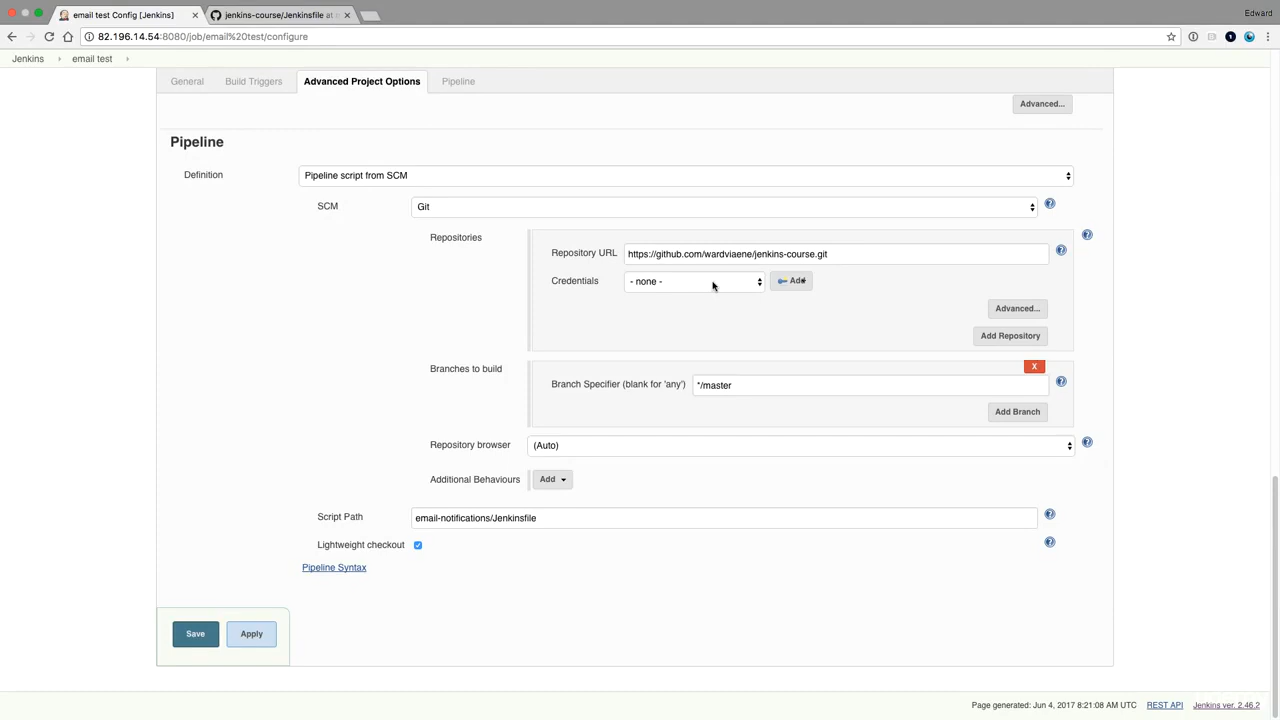 email test Config [Jenkins]
jenkins-course/Jenkinsfile at
Edward
82.196.14.54:8080/job/email%20test/configure
Jenkins
email test
General
Build Triggers
Advanced Project Options
Pipeline
Advanced...
Pipeline
Definition
Pipeline script from SCM
SCM
Git
Repositories
Repository URL
https://github.com/wardviaene/jenkins-course.git
Credentials
- none -
Add
Advanced...
Add Repository
Branches to build
X
Branch Specifier (blank for 'any')
*/master
Add Branch
Repository browser
(Auto)
Additional Behaviours
Add
Script Path
email-notifications/Jenkinsfile
Lightweight checkout
Pipeline Syntax
Save
Apply
Page generated: Jun 4, 2017 8:21:08 AM UTC
REST API
Jenkins ver. 2.46.2